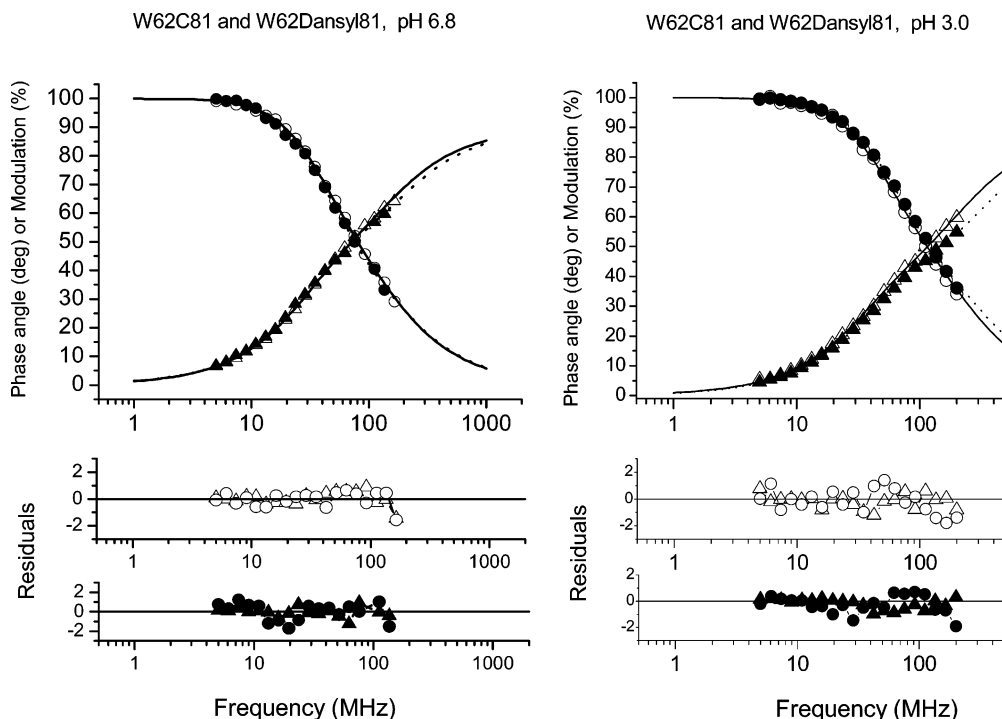 W62C81 and W62Dansyl81, pH 6.8
Phase angle (deg) or Modulation (%)
100
90
80
70
60
50
40
30
20
10
0
1 10 100 1000
Residuals
2
0
-2
1 10 100 1000
2
0
-2
1 10 100 1000
Frequency (MHz)
W62C81 and W62Dansyl81, pH 3.0
Phase angle (deg) or Modulation (%)
100
90
80
70
60
50
40
30
20
10
0
1 10 100
Residuals
2
0
-2
1 10 100
2
0
-2
1 10 100
Frequency (MHz)